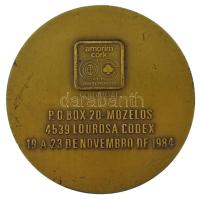 amorim
cork
P.O. BOX 20-MOZELOS
4539 LOUROSA CODEX
19 A 23 DE NOVEMBRO DE 1984
darabanth